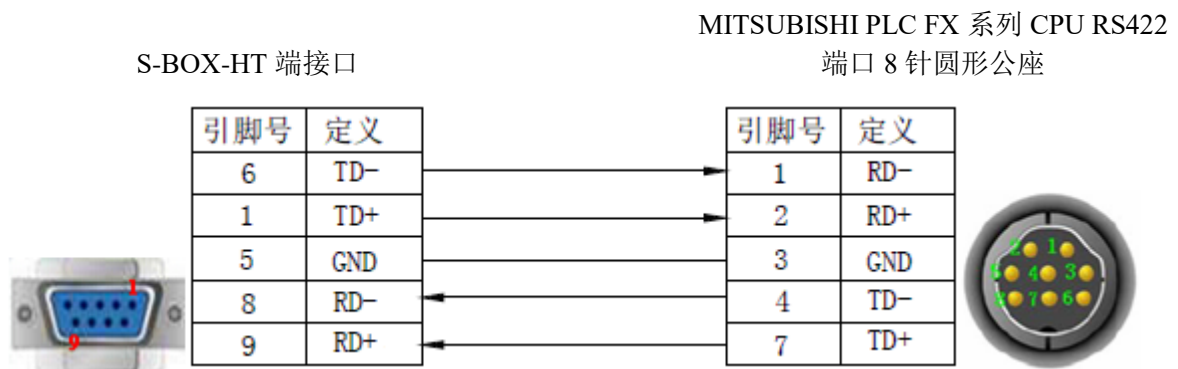 MITSUBISHI PLC FX 系列 CPU RS422
S-BOX-HT 端接口
端口 8 针圆形公座
引脚号 定义
6 TD-
1 TD+
5 GND
8 RD-
9 RD+
引脚号 定义
1 RD-
2 RD+
3 GND
4 TD-
7 TD+
1
9
2 1
5 4 3
8 7 6